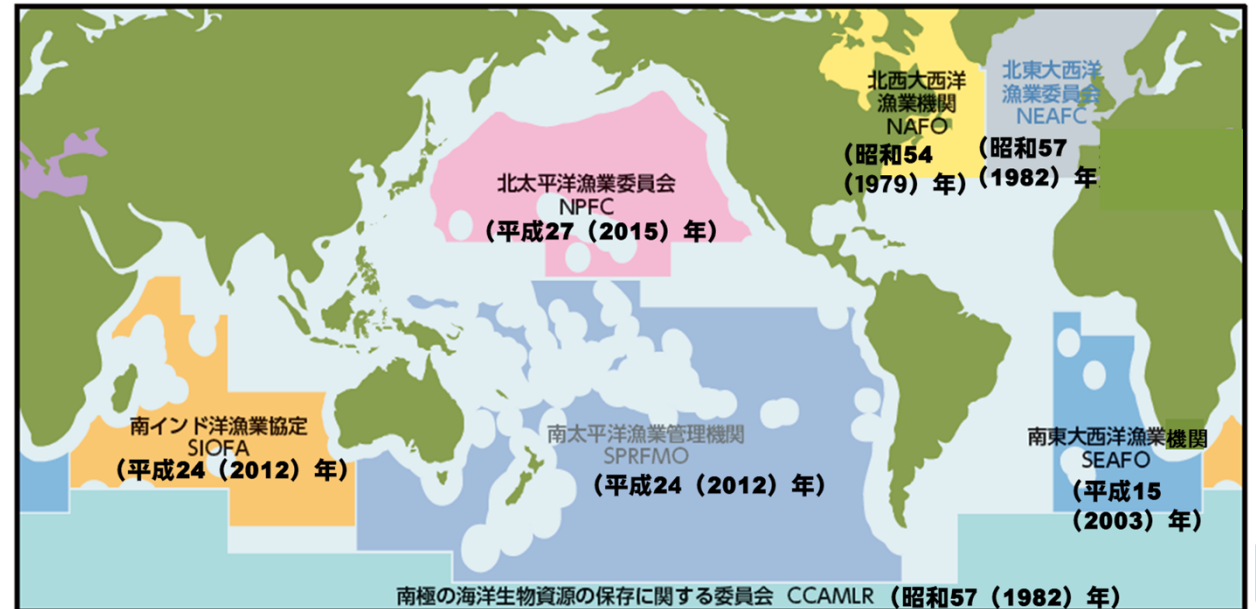 北西大西洋
漁業機関
NAFO
（昭和54
（1979）年）
北東大西洋
漁業委員会
NEAFC
（昭和57
（1982）年
北太平洋漁業委員会
NPFC
（平成27（2015）年）
南インド洋漁業協定
SIOFA
（平成24（2012）年）
南太平洋漁業管理機関
SPRFMO
（平成24（2012）年）
南東大西洋漁業機関
SEAFO
（平成15
（2003）年）
南極の海洋生物資源の保存に関する委員会 CCAMLR （昭和57（1982）年）